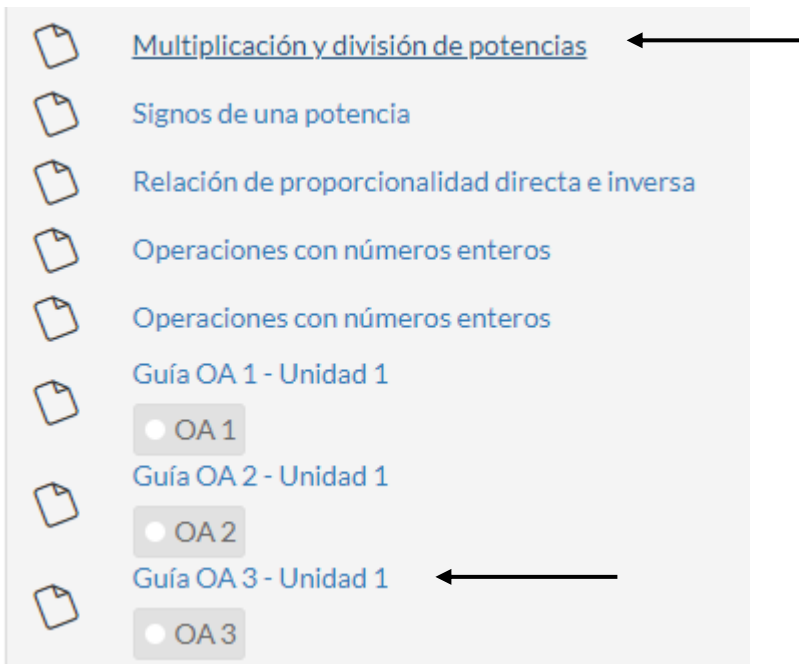 Multiplicación y división de potencias
Signos de una potencia
Relación de proporcionalidad directa e inversa
Operaciones con números enteros
Operaciones con números enteros
Guía OA 1 - Unidad 1
OA 1
Guía OA 2 - Unidad 1
OA 2
Guía OA 3 - Unidad 1
OA 3